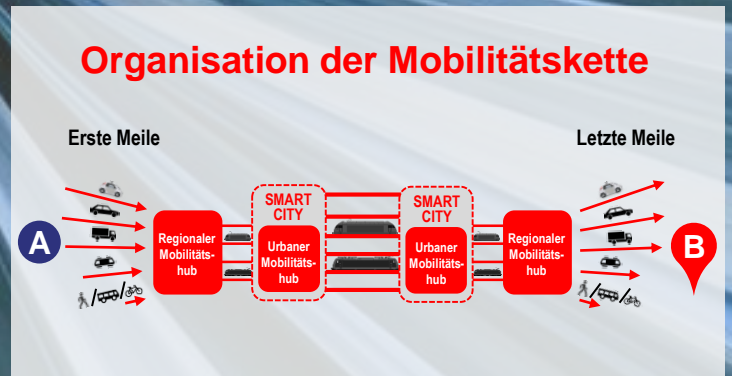 Organisation der Mobilitätskette
Erste Meile
Letzte Meile
A
Regionaler
Mobilitäts-
hub
SMART
CITY
Urbaner
Mobilitäts-
hub
SMART
CITY
Urbaner
Mobilitäts-
hub
Regionaler
Mobilitäts-
hub
B